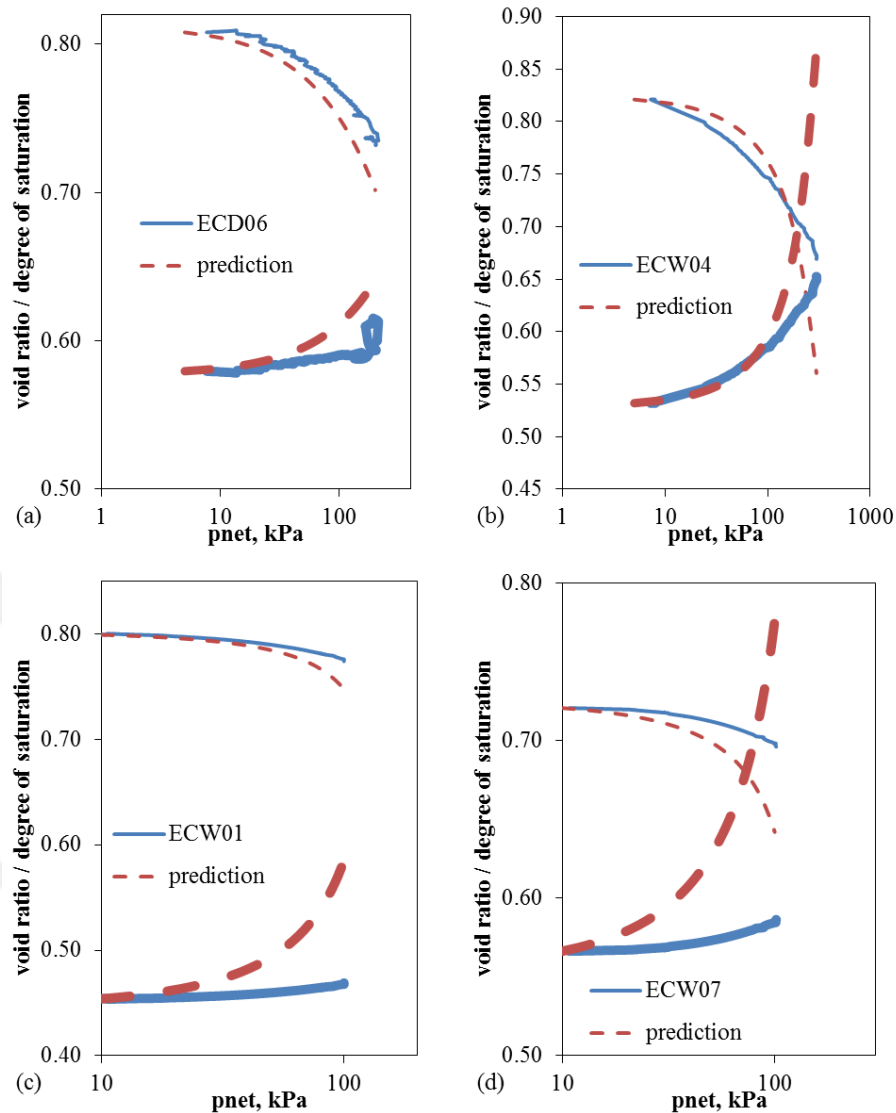 0.80
0.70
0.60
0.50
void ratio / degree of saturation
ECD06
prediction
(a)
1
10
100
pnet, kPa
0.90
0.85
0.80
0.75
0.70
0.65
0.60
0.55
0.50
0.45
void ratio / degree of saturation
ECW04
prediction
(b)
1
10
100
1000
pnet, kPa
0.80
0.70
0.60
0.50
0.40
void ratio / degree of saturation
ECW01
prediction
(c)
10
100
pnet, kPa
0.80
0.70
0.60
0.50
void ratio / degree of saturation
ECW07
prediction
(d)
10
100
pnet, kPa